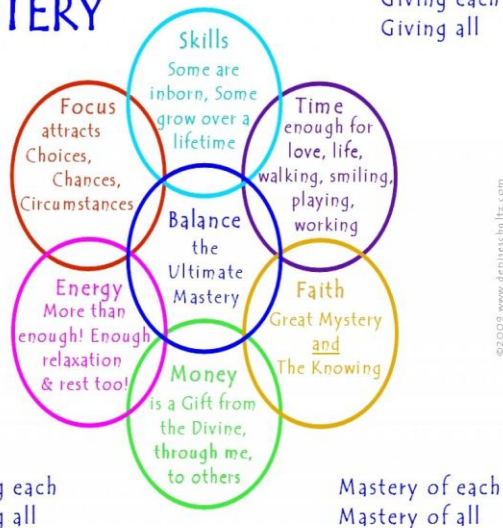 TERY
Giving each
Giving all
Skills
Some are
inborn, Some
grow over a
lifetime
Focus
attracts
Choices,
Chances,
Circumstances
Time
enough for
love, life,
walking, smiling,
playing,
working
Balance
the
Ultimate
Mastery
Energy
More than
enough! Enough
relaxation
& rest too!
Faith
Great Mystery
and
The Knowing
Money
is a Gift from
the Divine,
through me,
to others
©2009 www.deniseschultz.com
g each
g all
Mastery of each
Mastery of all